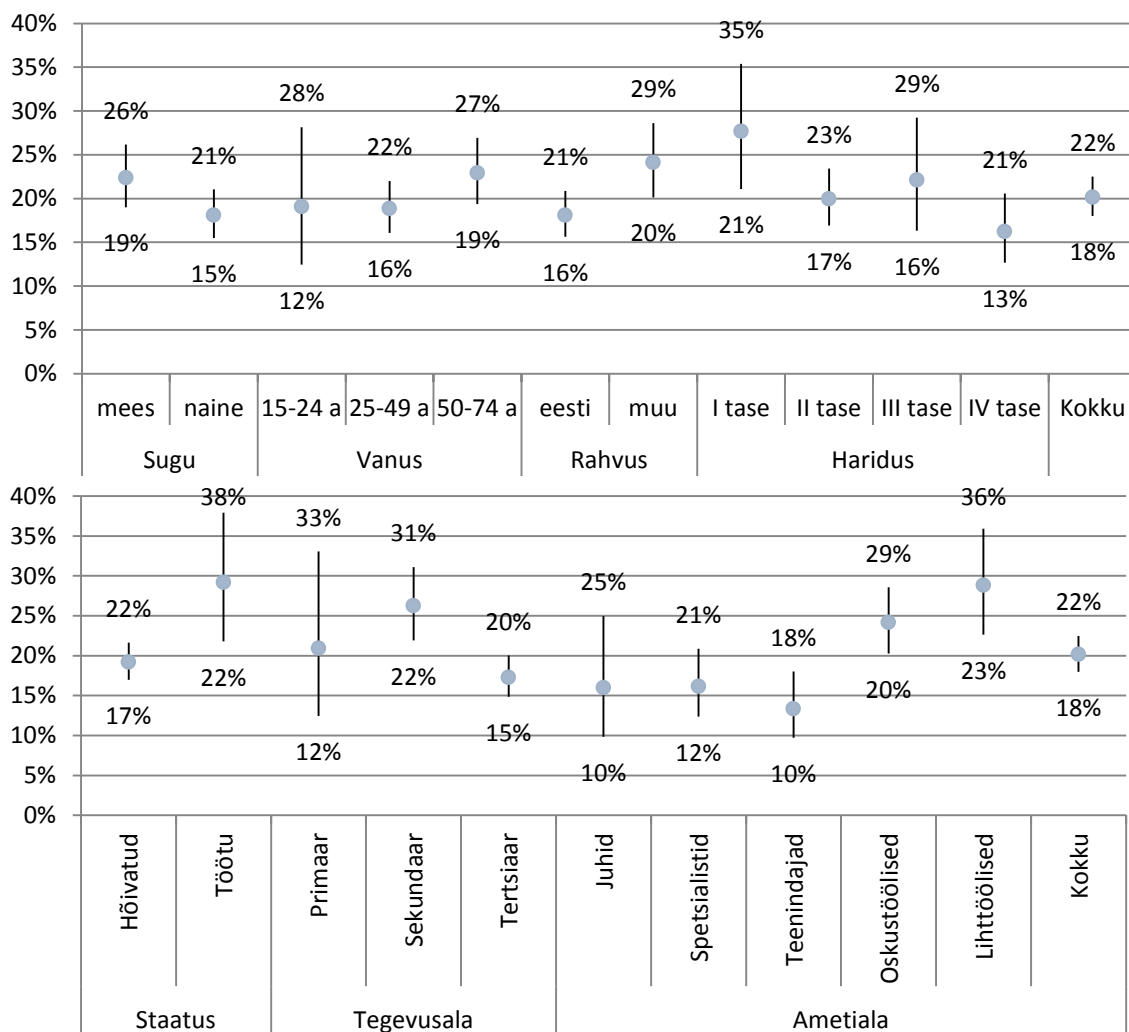 40%
35%
30%
25%
20%
15%
10%
5%
0%
26% 21% 28% 22% 27% 21% 29% 35% 23% 29% 21% 22%
19% 15% 12% 16% 19% 16% 20% 21% 17% 16% 13% 18%
mees naine 15-24 a 25-49 a 50-74 a eesti muu I tase II tase III tase IV tase Kokku
Sugu Vanus Rahvus Haridus
40%
35%
30%
25%
20%
15%
10%
5%
0%
22% 38% 33% 31% 20% 25% 21% 18% 29% 36% 22%
17% 22% 12% 22% 15% 10% 12% 10% 20% 23% 18%
Hõivatud
Töötu
Primaar
Sekundaar
Tertsiaar
Juhid
Spetsialistid
Teenindajad
Oskustöölised
Lihttöölised
Kokku
Staatus Tegevusala Ametiala